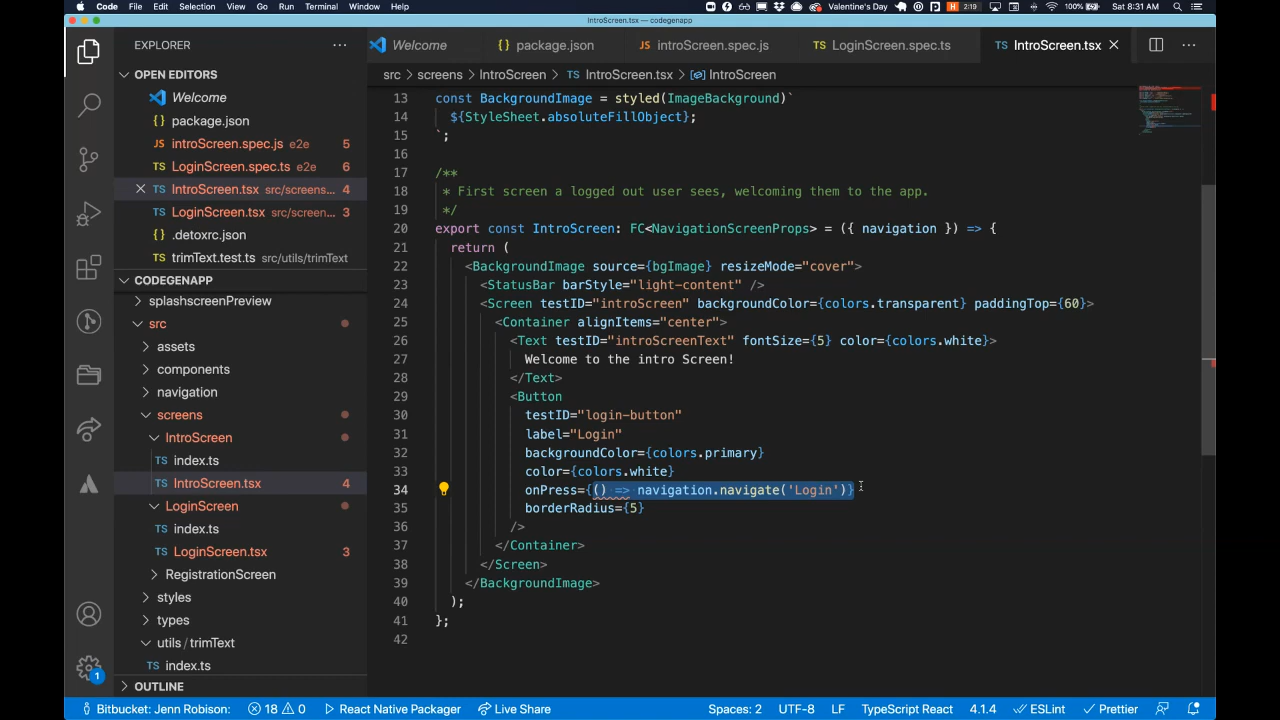 Code File Edit Selection View Go Run Terminal Window Help Valentine's Day 2:19 100% Sat 8:31 AM
IntroScreen.tsx — codegenapp
EXPLORER
Welcome package.json introScreen.spec.js LoginScreen.spec.ts IntroScreen.tsx
src > screens > IntroScreen > IntroScreen.tsx > IntroScreen
OPEN EDITORS
Welcome
package.json
introScreen.spec.js e2e 5
LoginScreen.spec.ts e2e 6
IntroScreen.tsx src/screens... 4
LoginScreen.tsx src/screen... 3
.detoxrc.json
trimText.test.ts src/utils/trimText
CODEGENAPP
splashscreenPreview
src
assets
components
navigation
screens
IntroScreen
index.ts
IntroScreen.tsx 4
LoginScreen
index.ts
LoginScreen.tsx 3
RegistrationScreen
styles
types
utils / trimText
index.ts
OUTLINE
13 const BackgroundImage = styled(ImageBackground)`
14 ${StyleSheet.absoluteFillObject};
15 `;
16
17 /**
18 * First screen a logged out user sees, welcoming them to the app.
19 */
20 export const IntroScreen: FC<NavigationScreenProps> = ({ navigation }) => {
21 return (
22 <BackgroundImage source={bgImage} resizeMode="cover">
23 <StatusBar barStyle="light-content" />
24 <Screen testID="introScreen" backgroundColor={colors.transparent} paddingTop={60}>
25 <Container alignItems="center">
26 <Text testID="introScreenText" fontSize={5} color={colors.white}>
27 Welcome to the intro Screen!
28 </Text>
29 <Button
30 testID="login-button"
31 label="Login"
32 backgroundColor={colors.primary}
33 color={colors.white}
34 onPress={() => navigation.navigate('Login')}
35 borderRadius={5}
36 />
37 </Container>
38 </Screen>
39 </BackgroundImage>
40 );
41 };
42
1
Bitbucket: Jenn Robison: 18 0 React Native Packager Live Share Spaces: 2 UTF-8 LF TypeScript React 4.1.4 ESLint Prettier